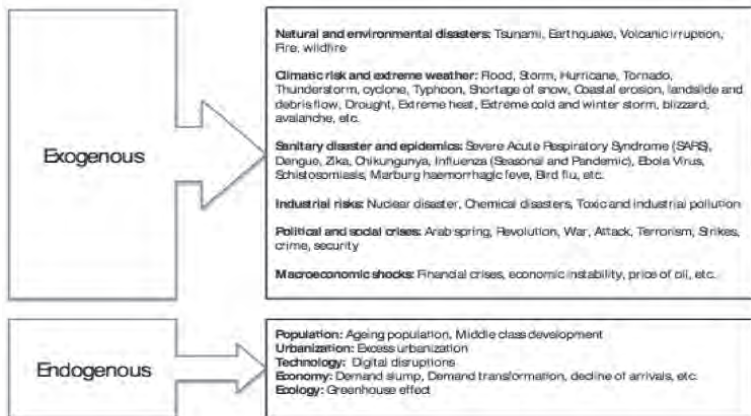 Exogenous
Natural and environmental disasters: Tsunami, Earthquake, Volcanic irruption,
Fire, wildfire
Climatic risk and extreme weather: Flood, Storm, Hurricane, Tornado,
Thunderstorm, cyclone, Typhoon, Shortage of snow, Coastal erosion, landslide and
debris flow, Drought, Extreme heat, Extreme cold and winter storm, blizzard,
avalanche, etc.
Sanitary disaster and epidemics: Severe Acute Respiratory Syndrome (SARS),
Dengue, Zika, Chikungunya, Influenza (Seasonal and Pandemic), Ebola Virus,
Schistosomiasis, Marburg haemorrhagic feve, Bird flu, etc.
Industrial risks: Nuclear disaster, Chemical disasters, Toxic and industrial pollution
Political and social crises: Arab spring, Revolution, War, Attack, Terrorism, Strikes,
crime, security
Macroeconomic shocks: Financial crises, economic instability, price of oil, etc.
Endogenous
Population: Ageing population, Middle class development
Urbanization: Excess urbanization
Technology: Digital disruptions
Economy: Demand slump, Demand transformation, decline of arrivals, etc.
Ecology: Greenhouse effect